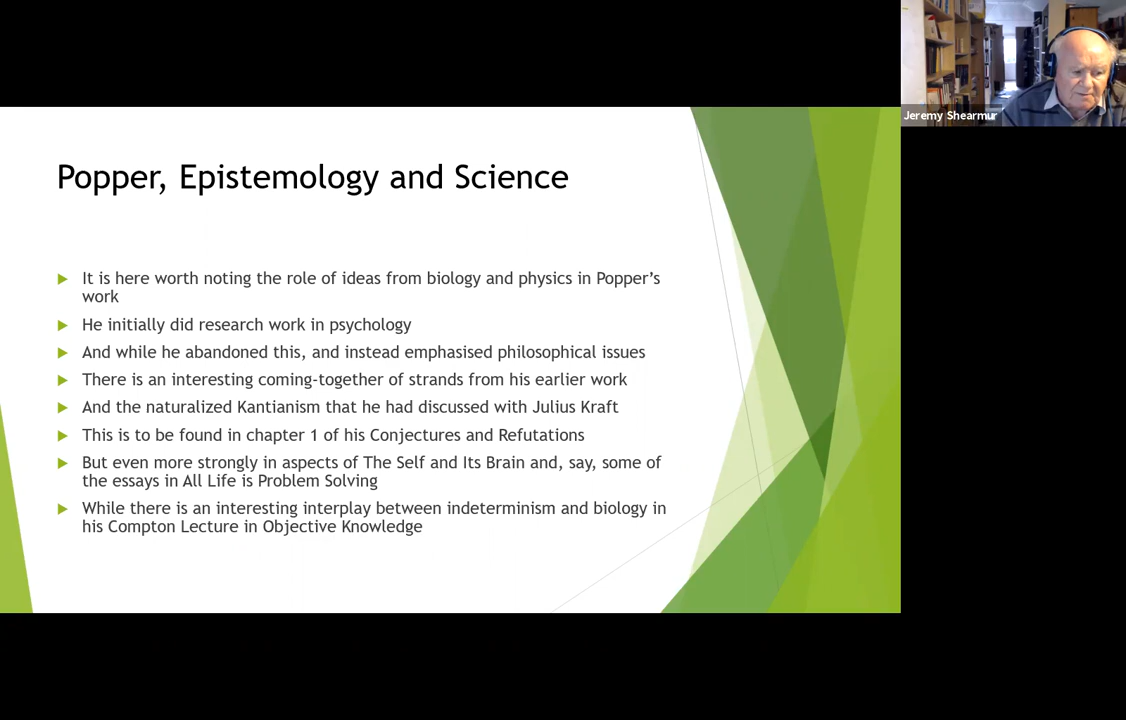 Jeremy Shearmur
Popper, Epistemology and Science
It is here worth noting the role of ideas from biology and physics in Popper’s
work
He initially did research work in psychology
And while he abandoned this, and instead emphasised philosophical issues
There is an interesting coming-together of strands from his earlier work
And the naturalized Kantianism that he had discussed with Julius Kraft
This is to be found in chapter 1 of his Conjectures and Refutations
But even more strongly in aspects of The Self and Its Brain and, say, some of
the essays in All Life is Problem Solving
While there is an interesting interplay between indeterminism and biology in
his Compton Lecture in Objective Knowledge